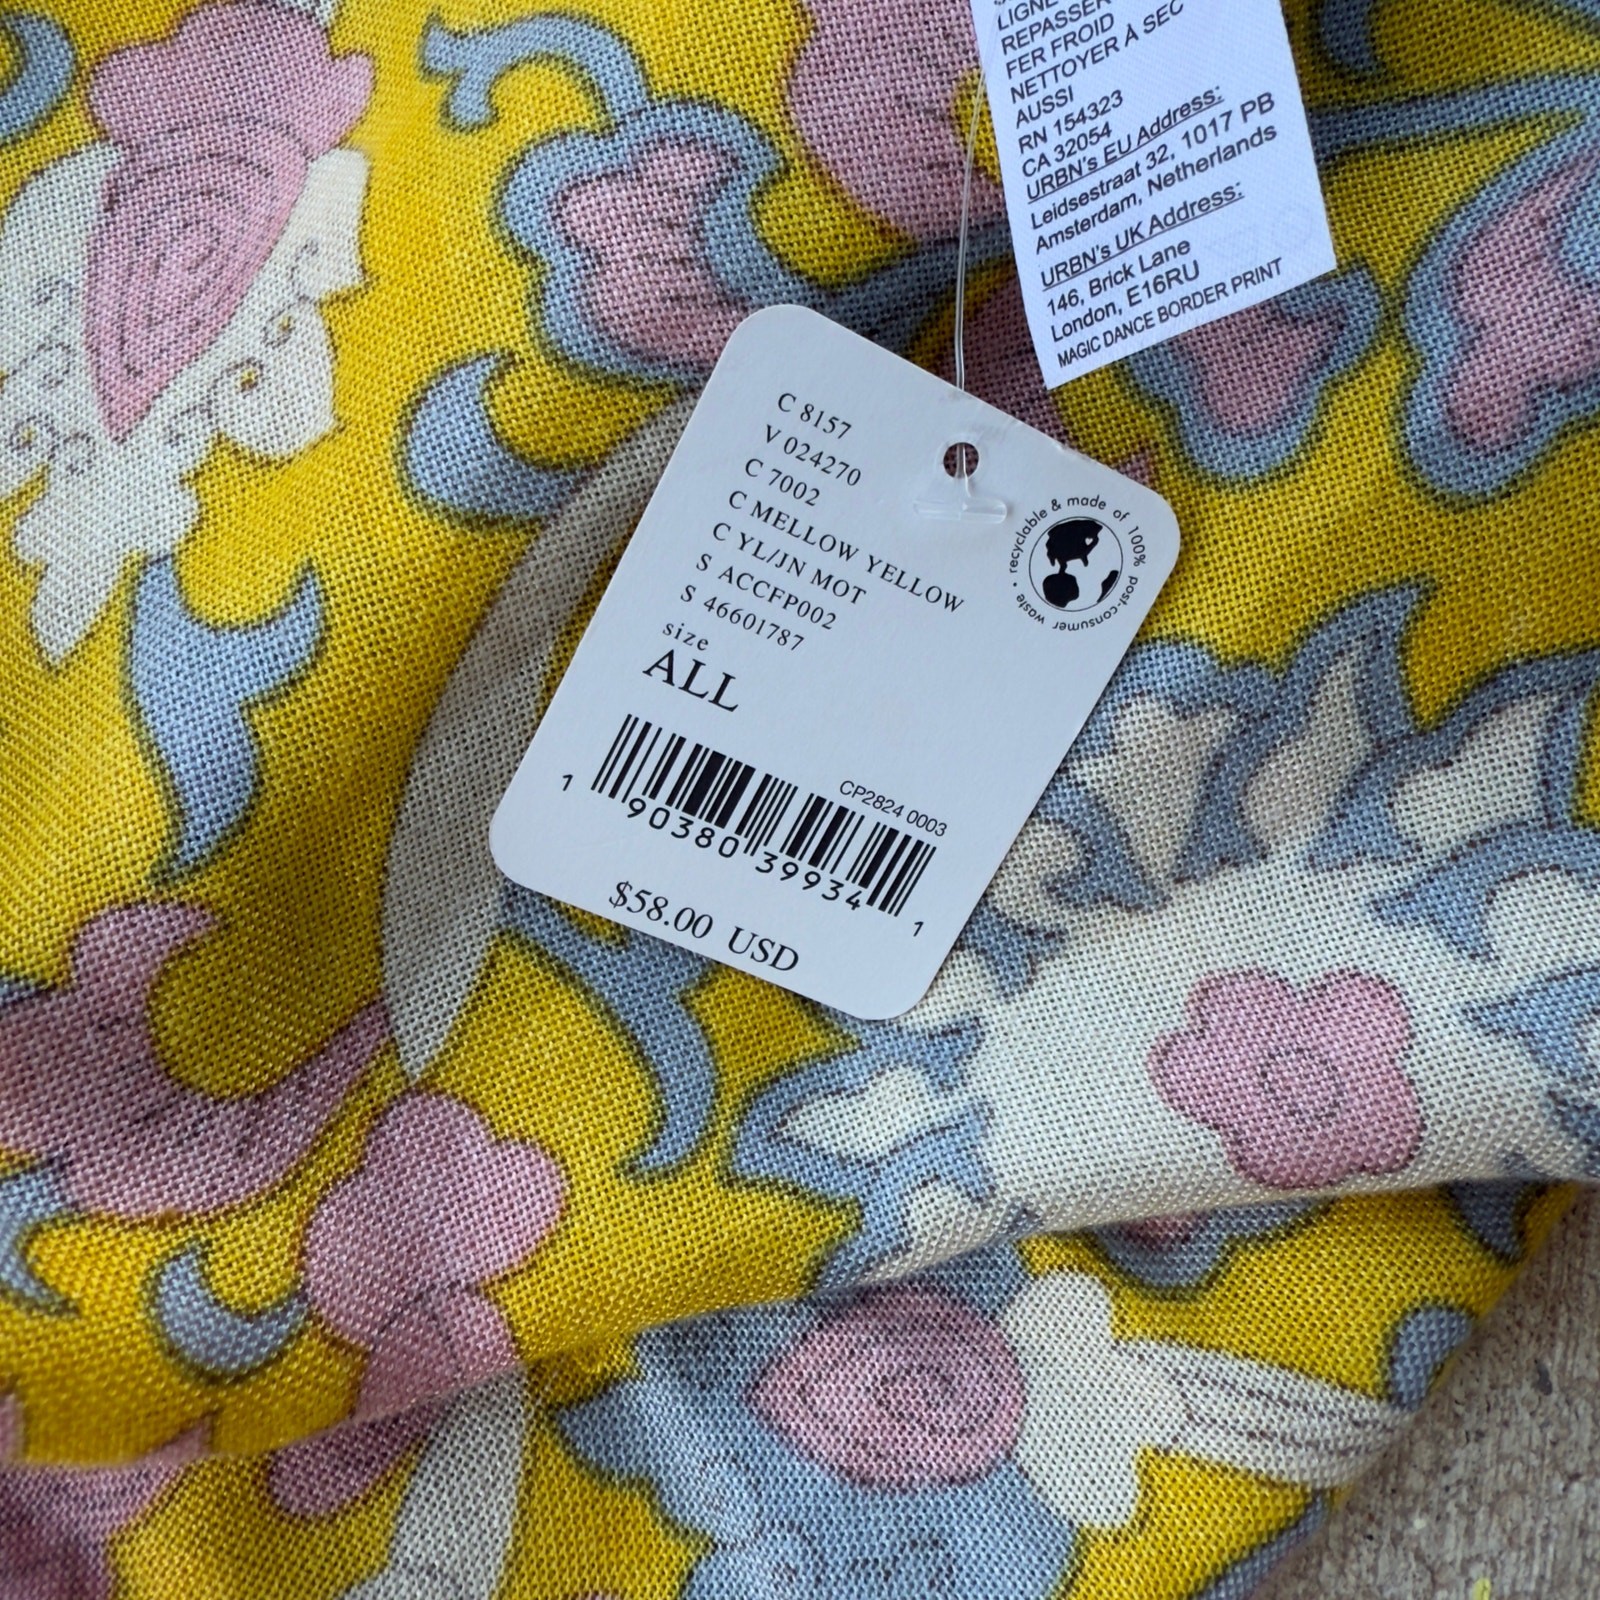 LIGNE
REPASSER
FER FROID
NETTOYER À SEC
AUSSI
RN 154323
CA 32054
URBN's EU Address:
Leidsestraat 32, 1017 PB
Amsterdam, Netherlands
URBN's UK Address:
146, Brick Lane
London, E16RU
MAGIC DANCE BORDER PRINT
C 8157
V 024270
C 7002
C MELLOW YELLOW
C YL/JN MOT
S ACCFP002
S 46601787
size
ALL
recyclable & made of 100% post-consumer waste •
CP2824 0003
1 90380 39934 1
$58.00 USD